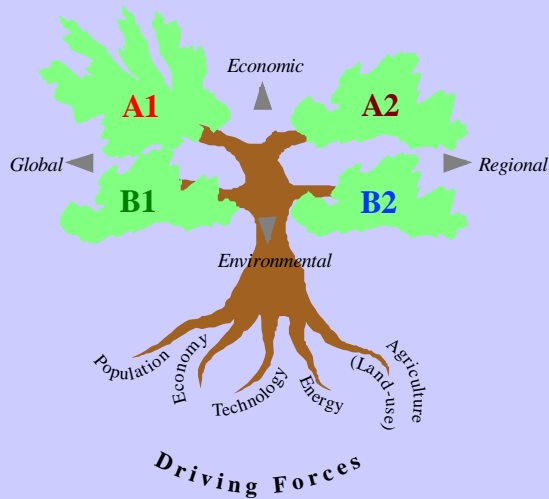 Economic
A1
A2
Global
Regional
B1
B2
Environmental
Population
Economy
Technology
Energy
Agriculture
(Land-use)
Driving Forces